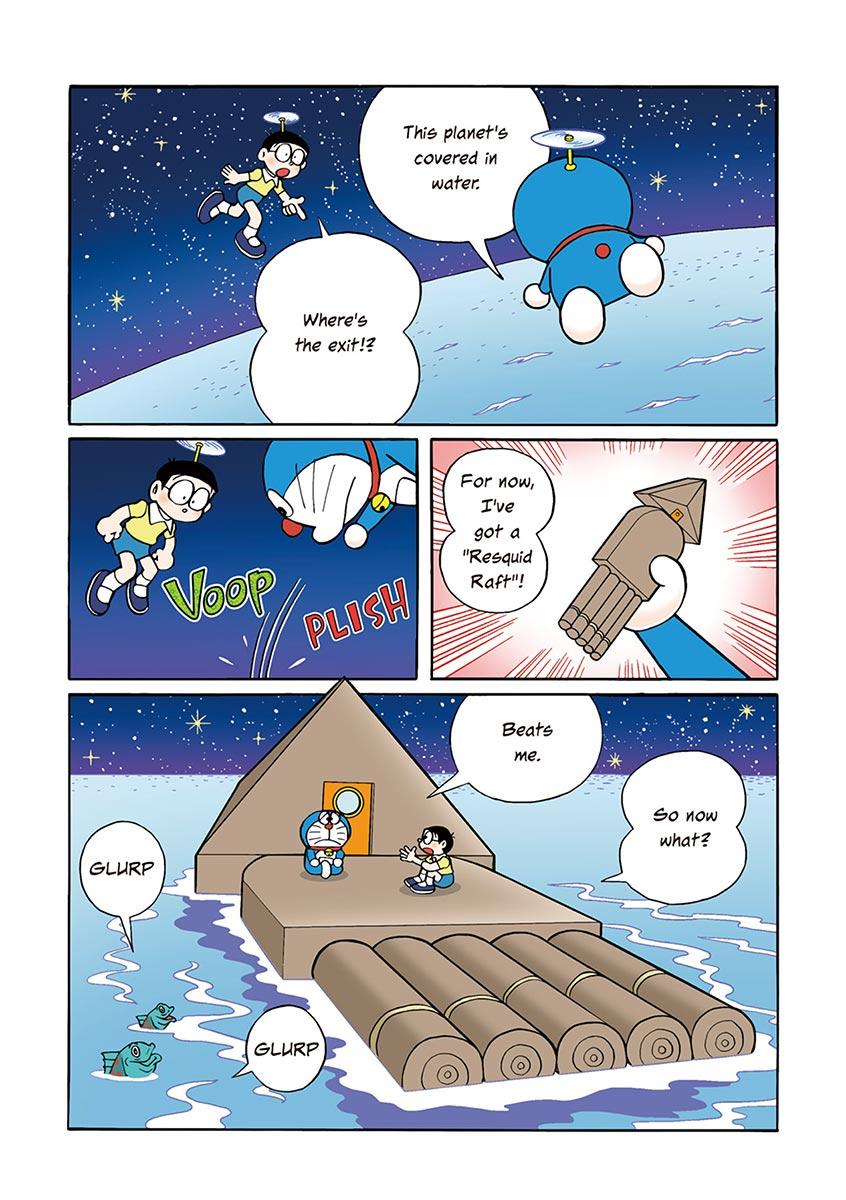 This planet's
covered in
water.
Where's
the exit!?
VOOP
PLISH
For now,
I've
got a
"Resquid
Raft"!
Beats
me.
So now
what?
GLURP
GLURP